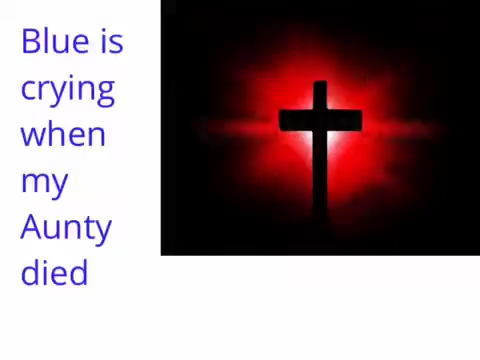 Blue is
crying
when
my
Aunty
died